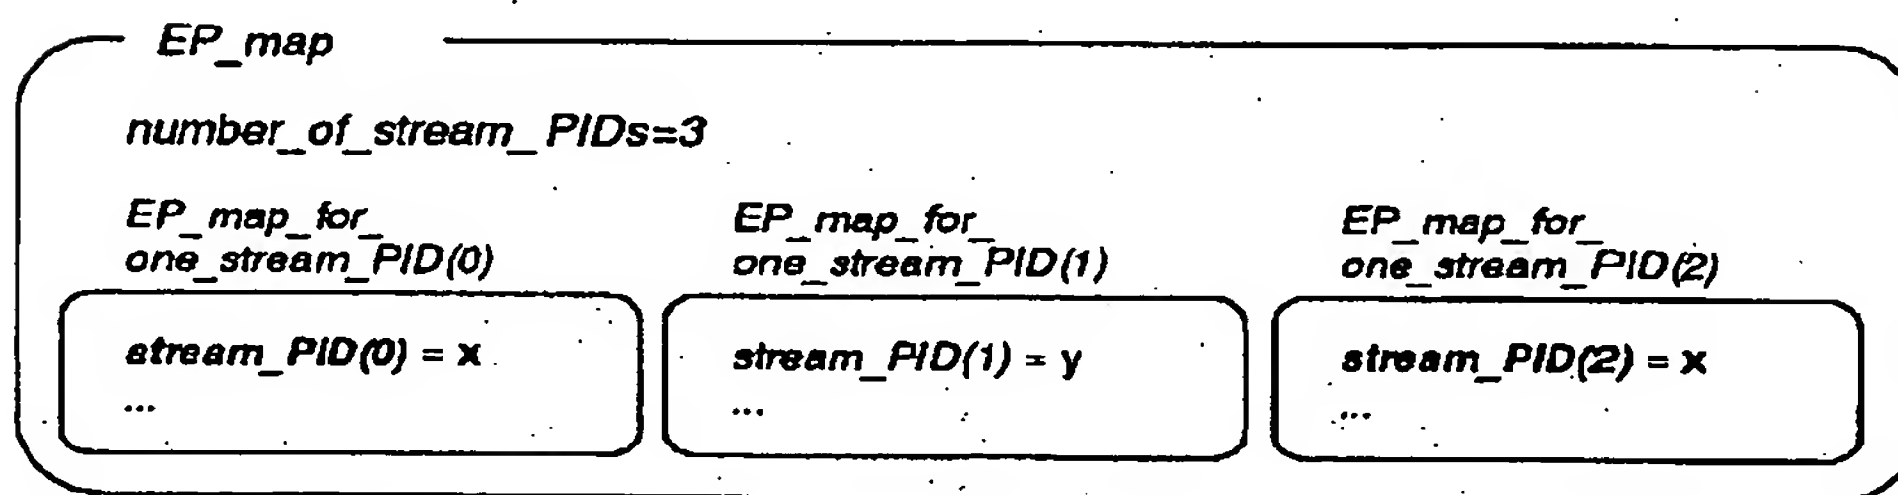 EP_map
number_of_stream_PIDs=3
EP_map_for_
one_stream_PID(0)
EP_map_for_
one_stream_PID(1)
EP_map_for_
one_stream_PID(2)
stream_PID(0) = x
...
stream_PID(1) = y
...
stream_PID(2) = x
...